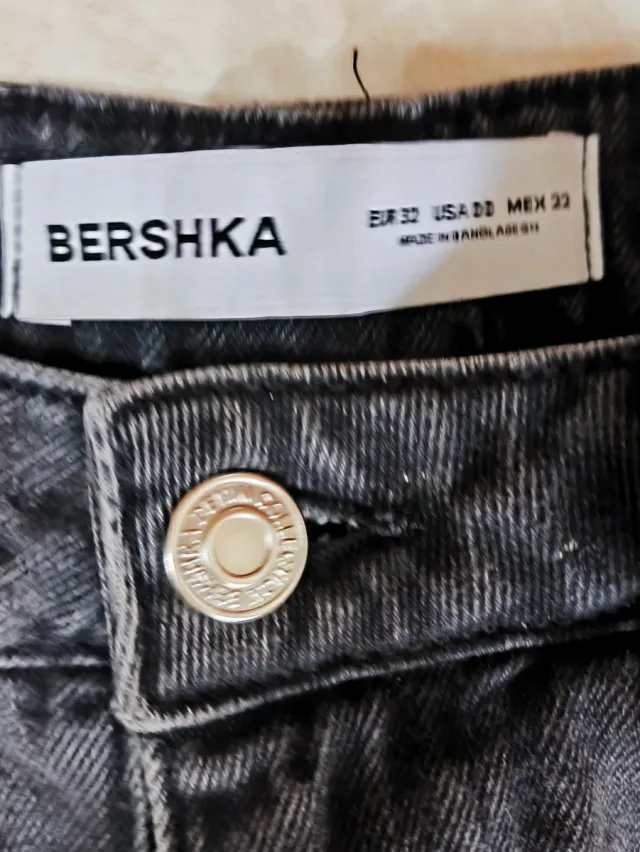 BERSHKA
EUR 32 USA 00 MEX 22
MADE IN BANGLADESH